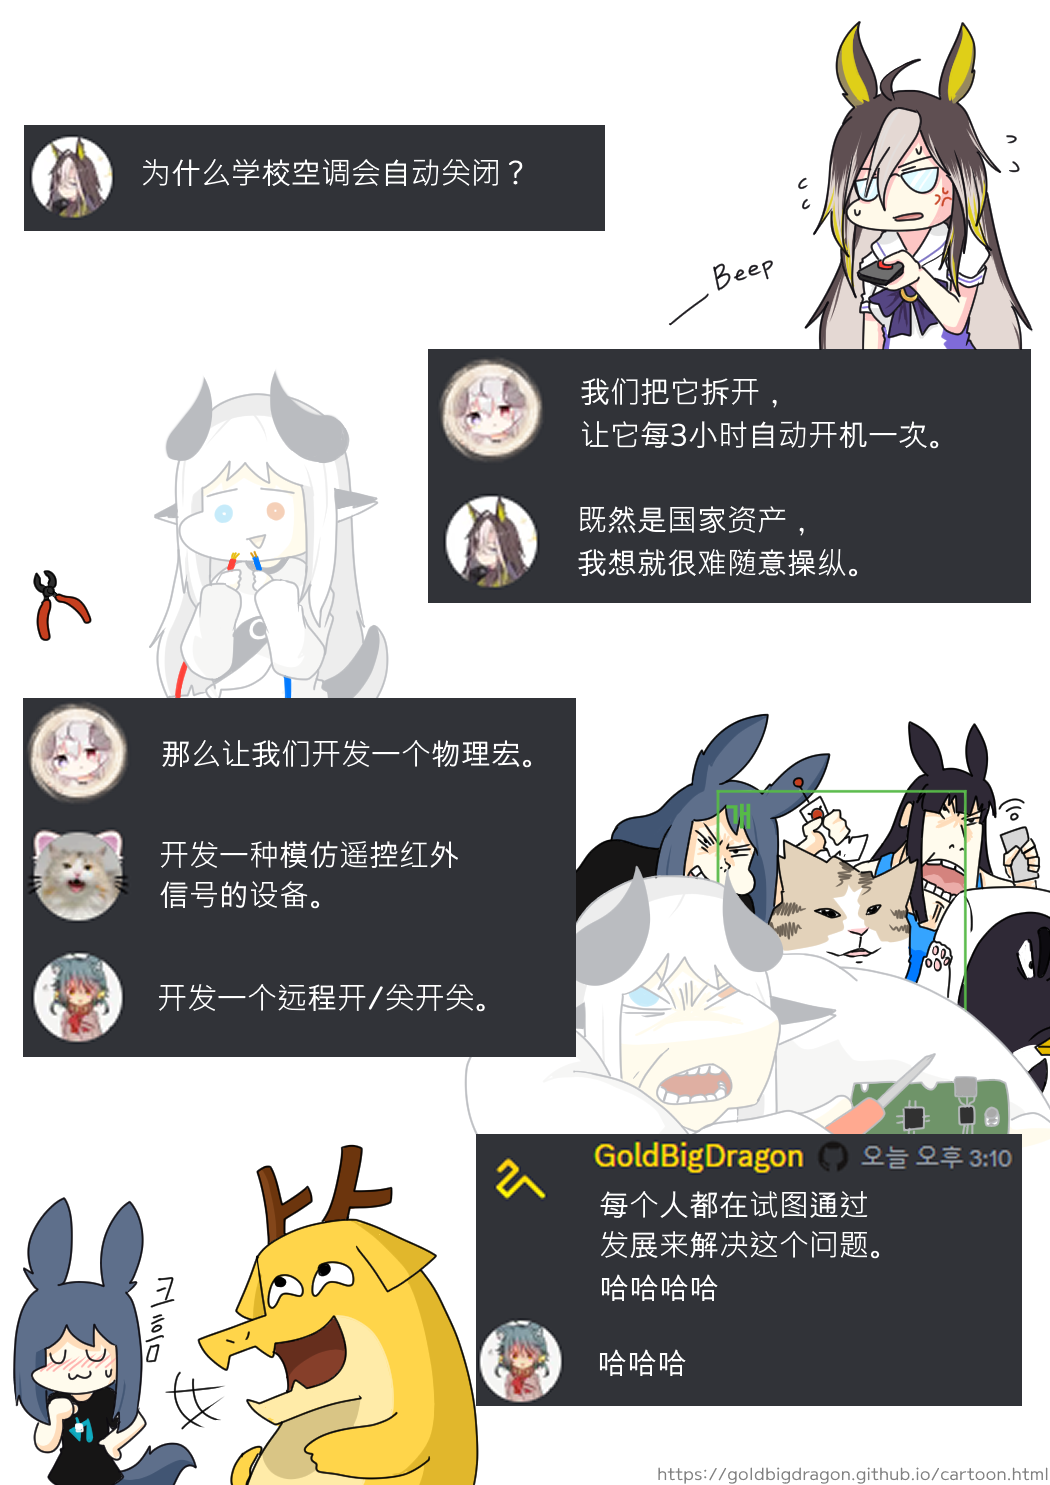 为什么学校空调会自动关闭？
Beep
我们把它拆开，
让它每3小时自动开机一次。
既然是国家资产，
我想就很难随意操纵。
那么让我们开发一个物理宏。
개
开发一种模仿遥控红外
信号的设备。
开发一个远程开/关开关。
GoldBigDragon 오늘 오후 3:10
每个人都在试图通过
发展来解决这个问题。
哈哈哈哈
哈哈哈
크흠
https://goldbigdragon.github.io/cartoon.html